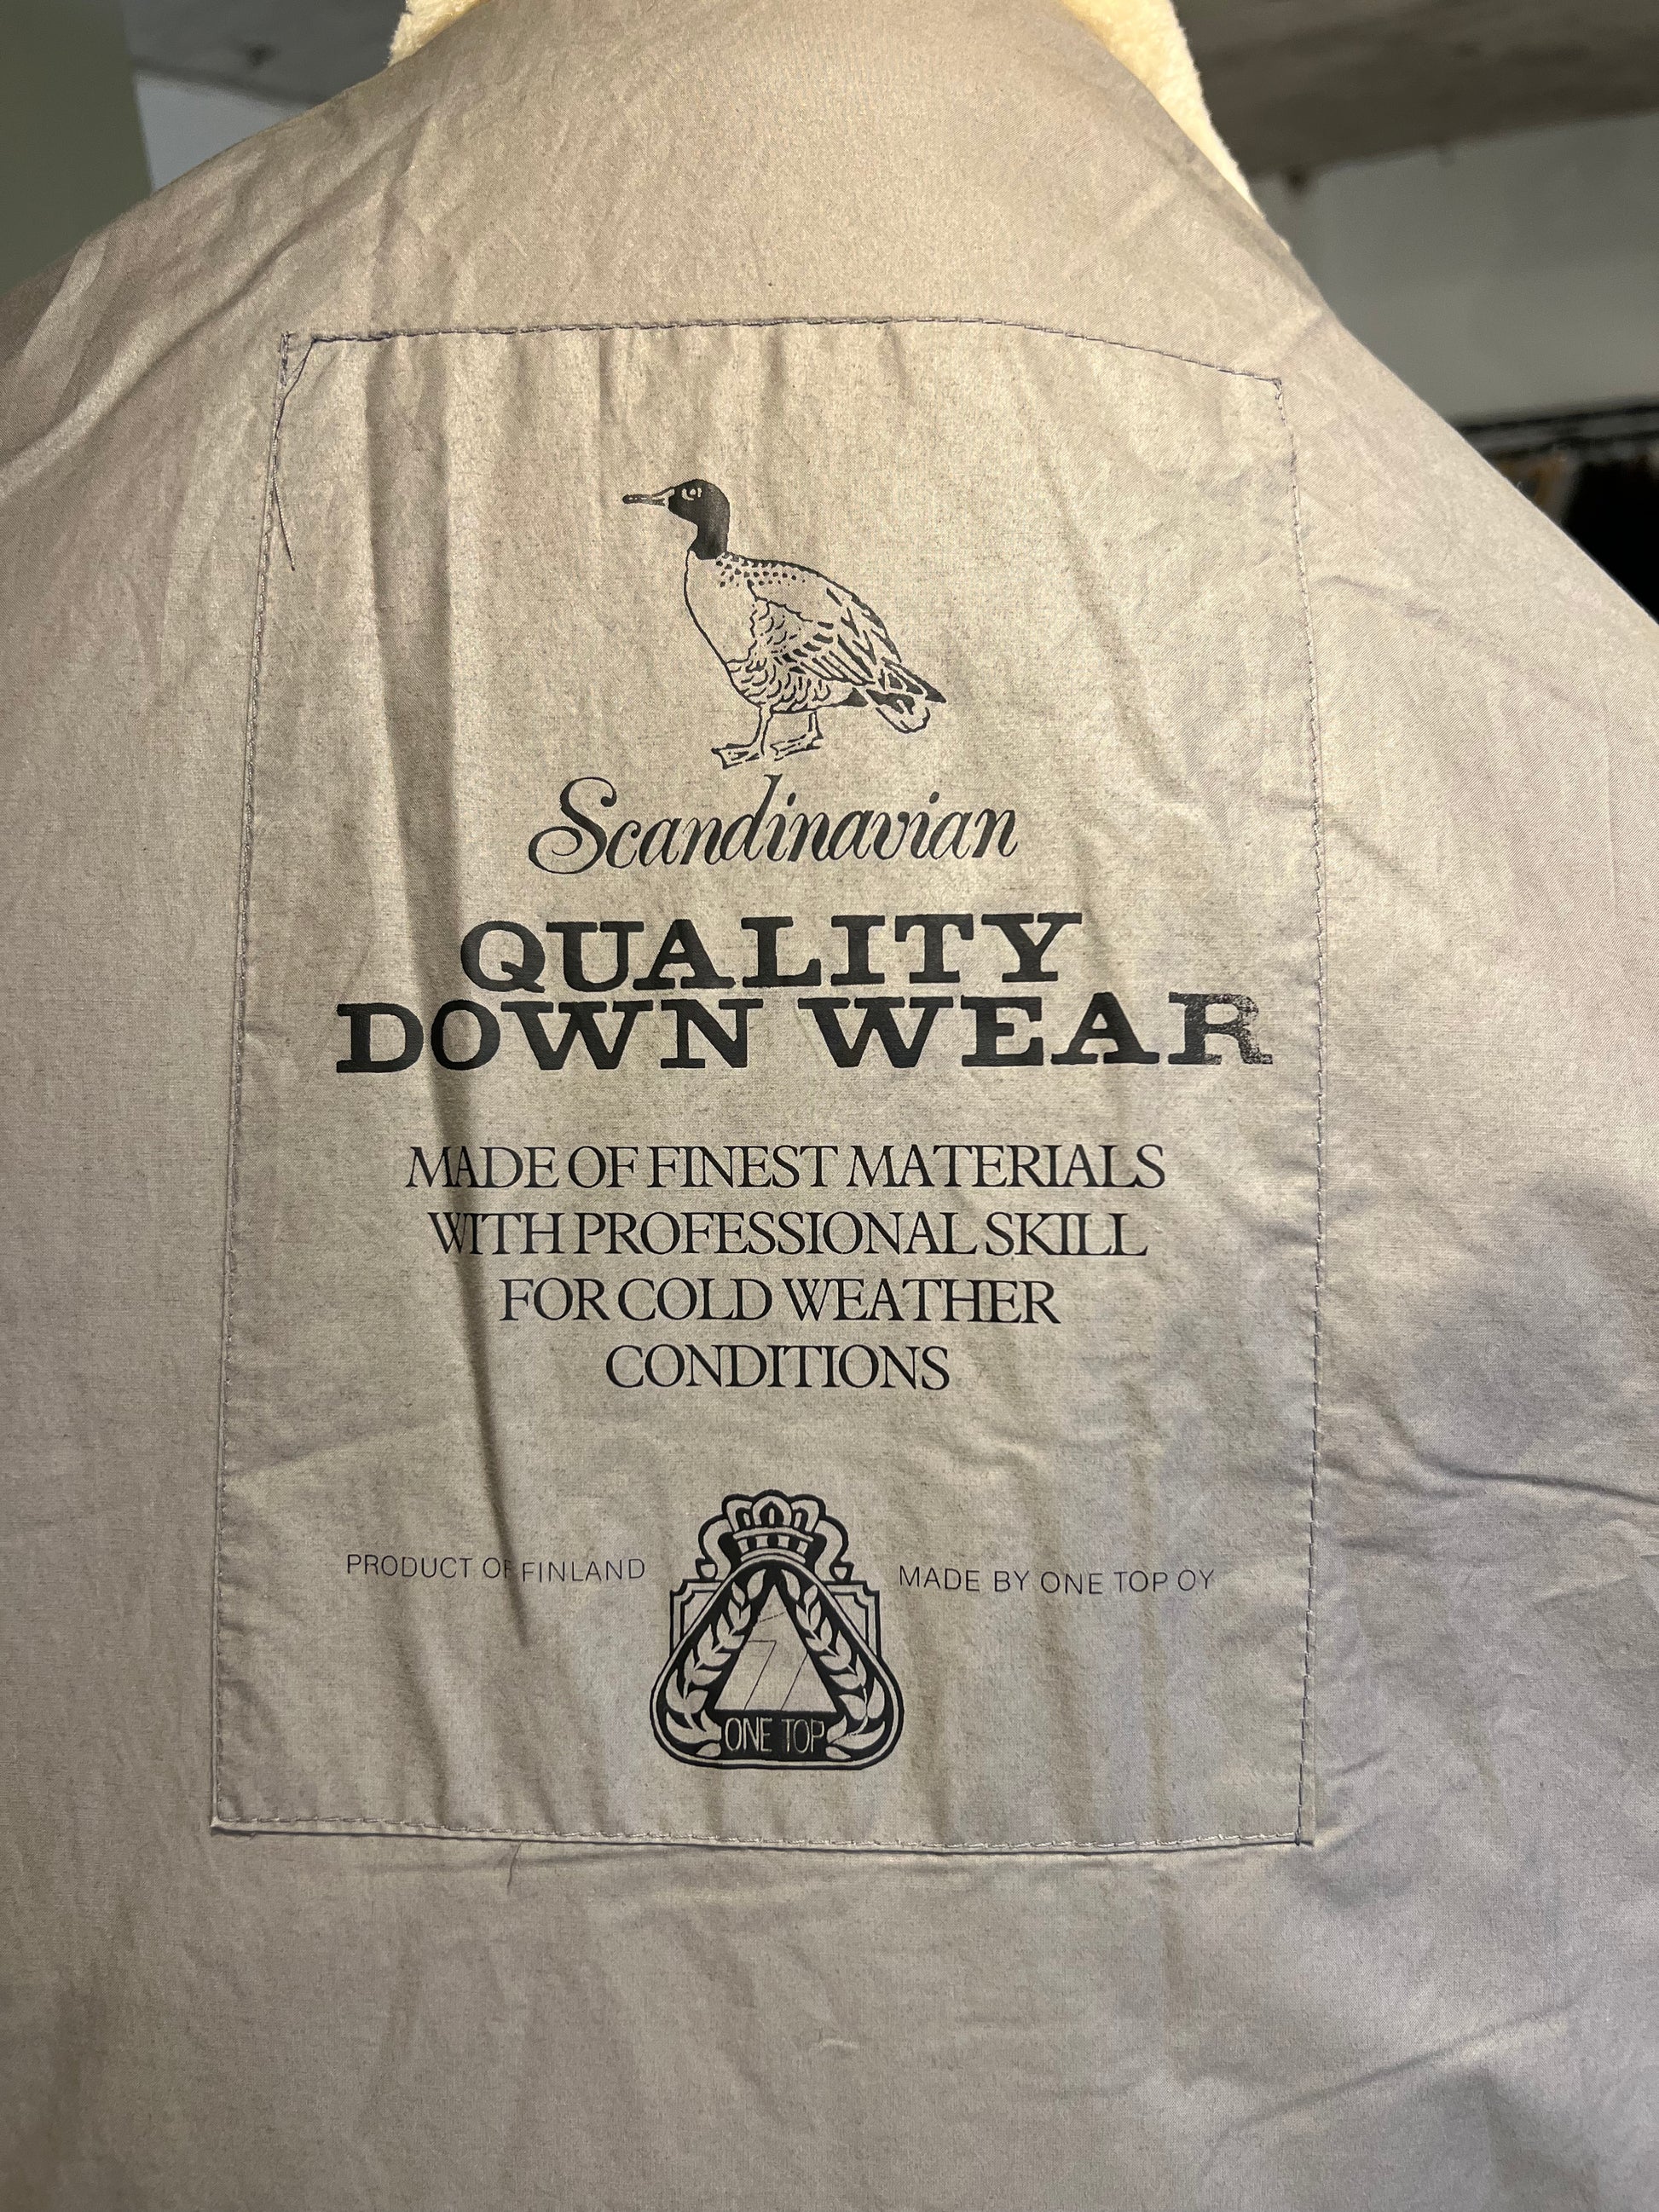 Scandinavian
QUALITY
DOWN WEAR
MADE OF FINEST MATERIALS
WITH PROFESSIONAL SKILL
FOR COLD WEATHER
CONDITIONS
PRODUCT OF FINLAND
MADE BY ONE TOP OY
ONE TOP